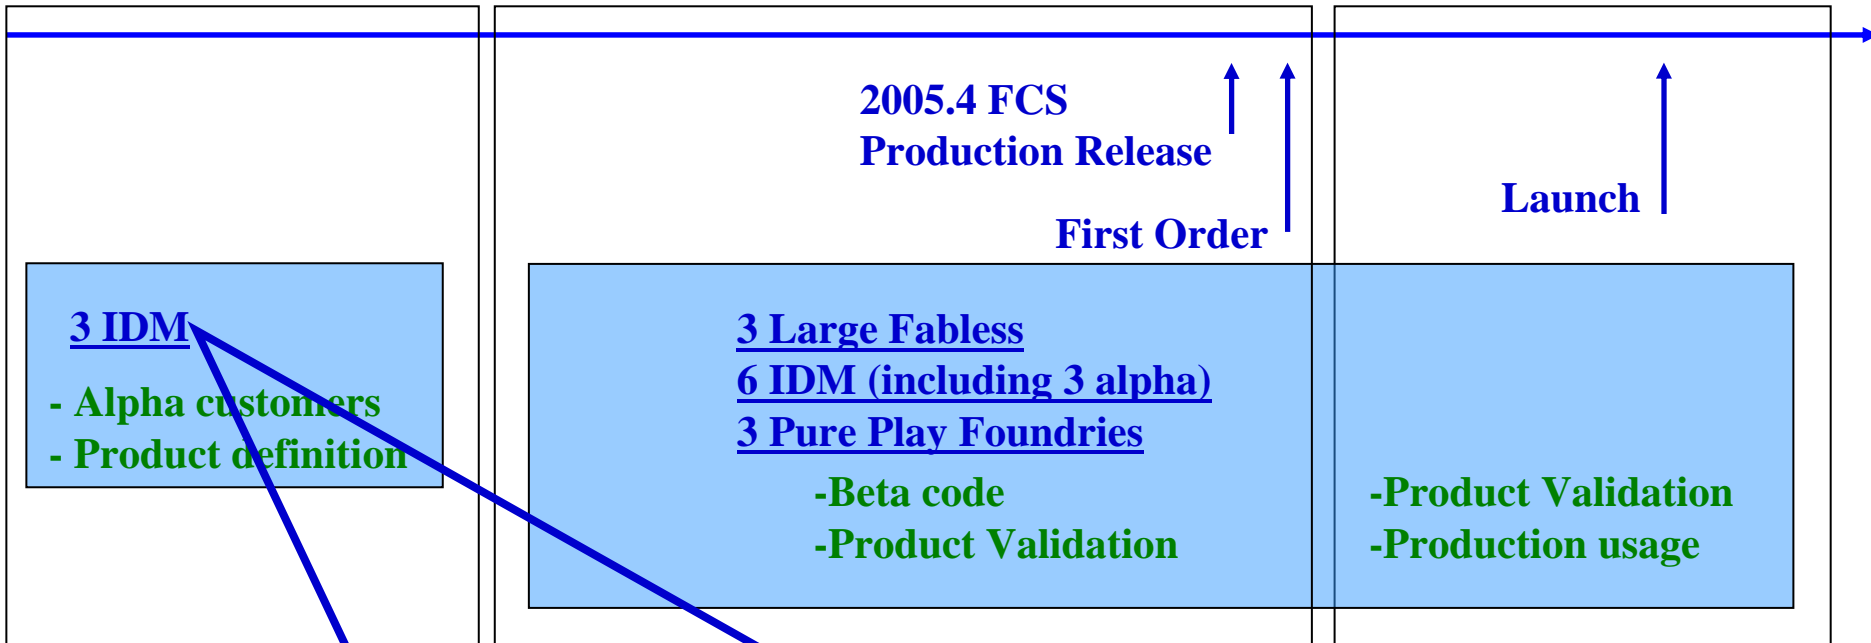 2005.4 FCS
Production Release
Launch
First Order
3 IDM
- Alpha customers
- Product definition
3 Large Fabless
6 IDM (including 3 alpha)
3 Pure Play Foundries
-Beta code
-Product Validation
-Product Validation
-Production usage